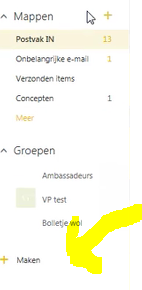 Mappen
Postvak IN 13
Onbelangrijke e-mail 1
Verzonden items
Concepten 1
Meer
Groepen
Ambassadeurs
VP test
Bolletje wol
Maken